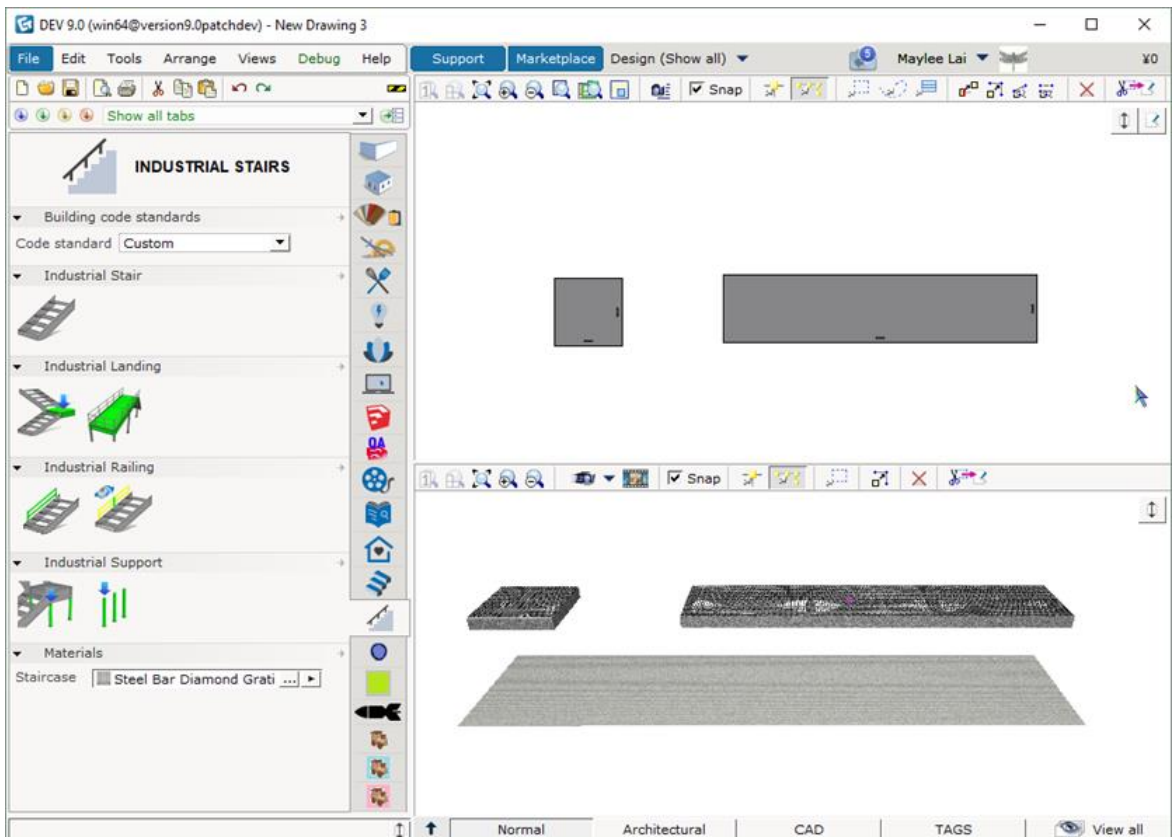 DEV 9.0 (win64@version9.0patchdev) - New Drawing 3
File Edit Tools Arrange Views Debug Help Support Marketplace Design (Show all) 5 Maylee Lai ¥0
Snap
Show all tabs
INDUSTRIAL STAIRS
Building code standards
Code standard Custom
Industrial Stair
Industrial Landing
QA
Industrial Railing
Snap
Industrial Support
Materials
Staircase Steel Bar Diamond Grati ...
Normal Architectural CAD TAGS View all